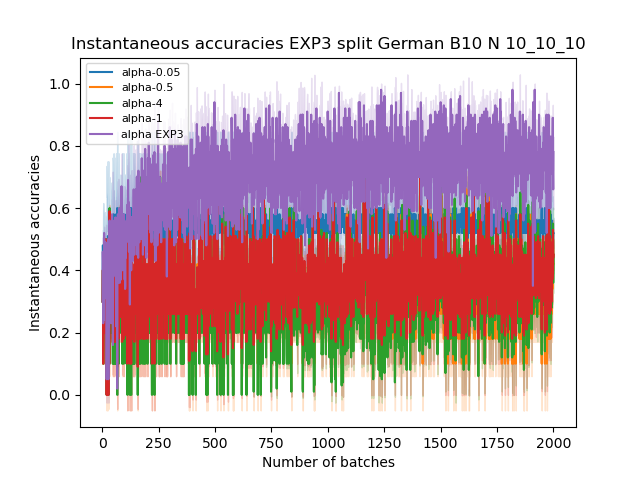 Instantaneous accuracies EXP3 split German B10 N 10_10_10
alpha-0.05
alpha-0.5
alpha-4
alpha-1
alpha EXP3
1.0
0.8
0.6
0.4
0.2
0.0
Instantaneous accuracies
0 250 500 750 1000 1250 1500 1750 2000
Number of batches